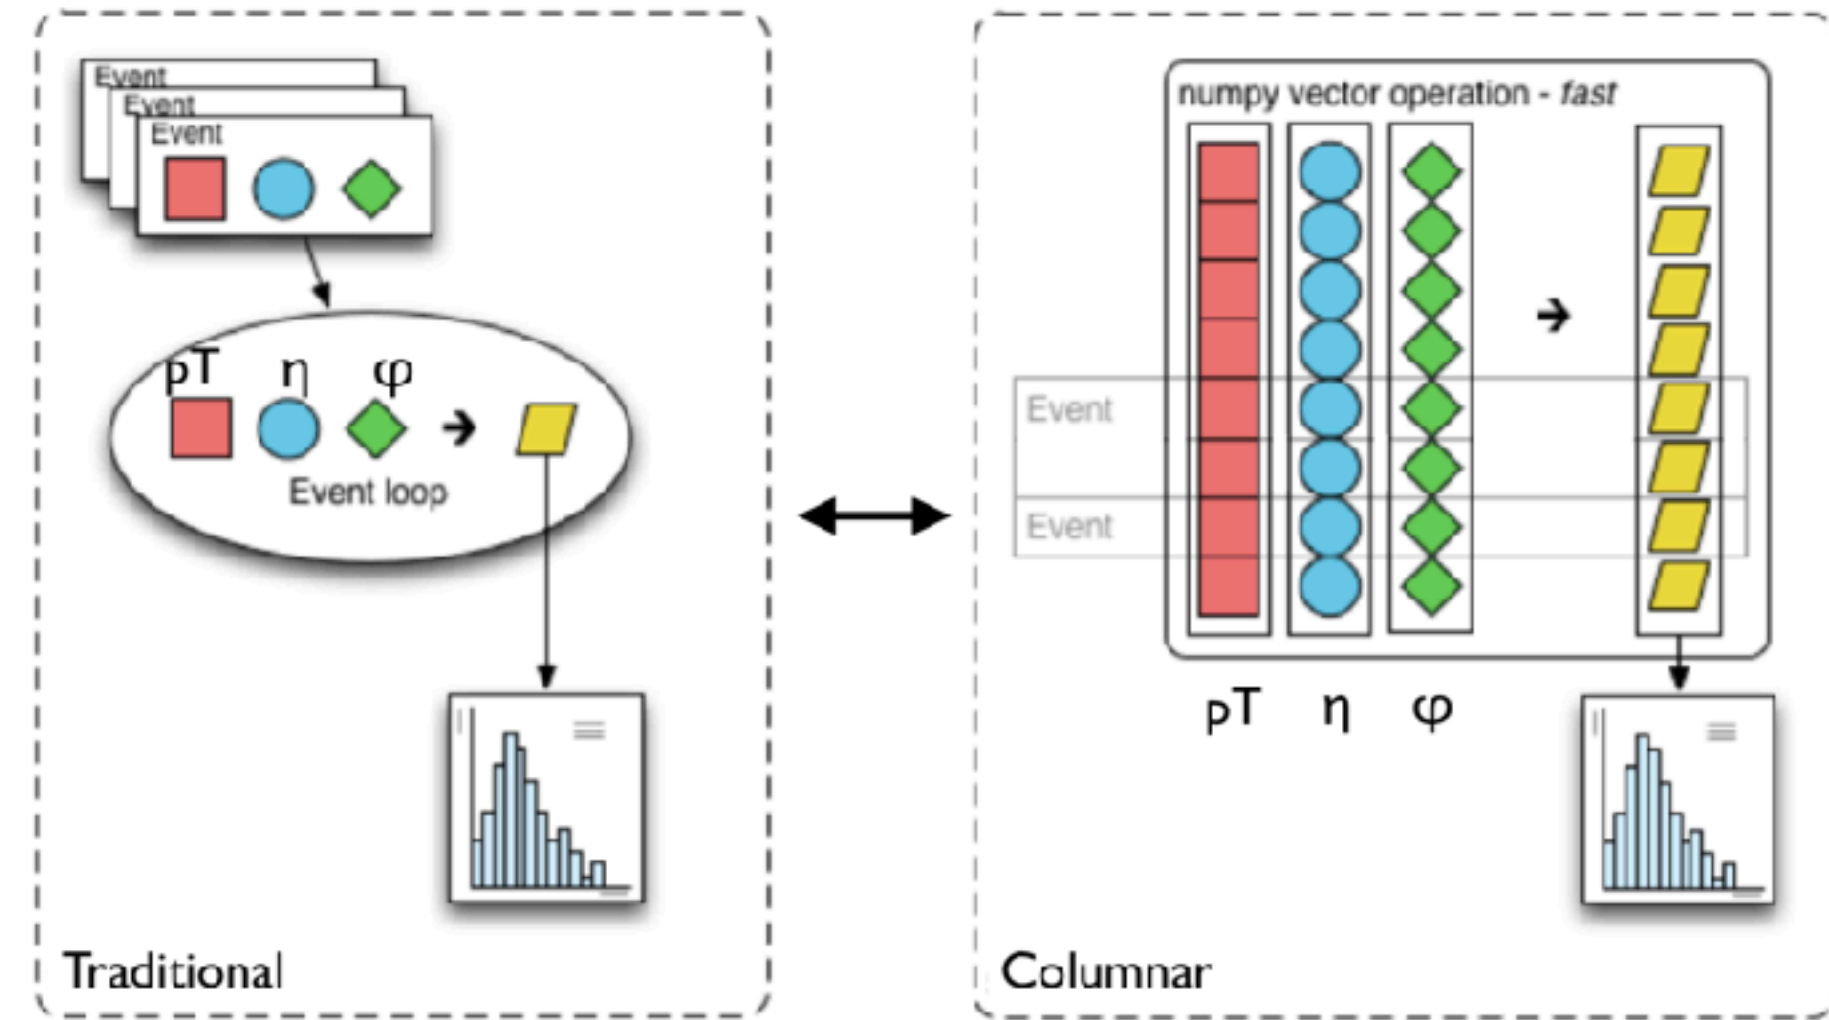 Event
Event
Event
pT η φ
Event loop
Traditional
numpy vector operation - fast
Event
Event
pT η φ
Columnar